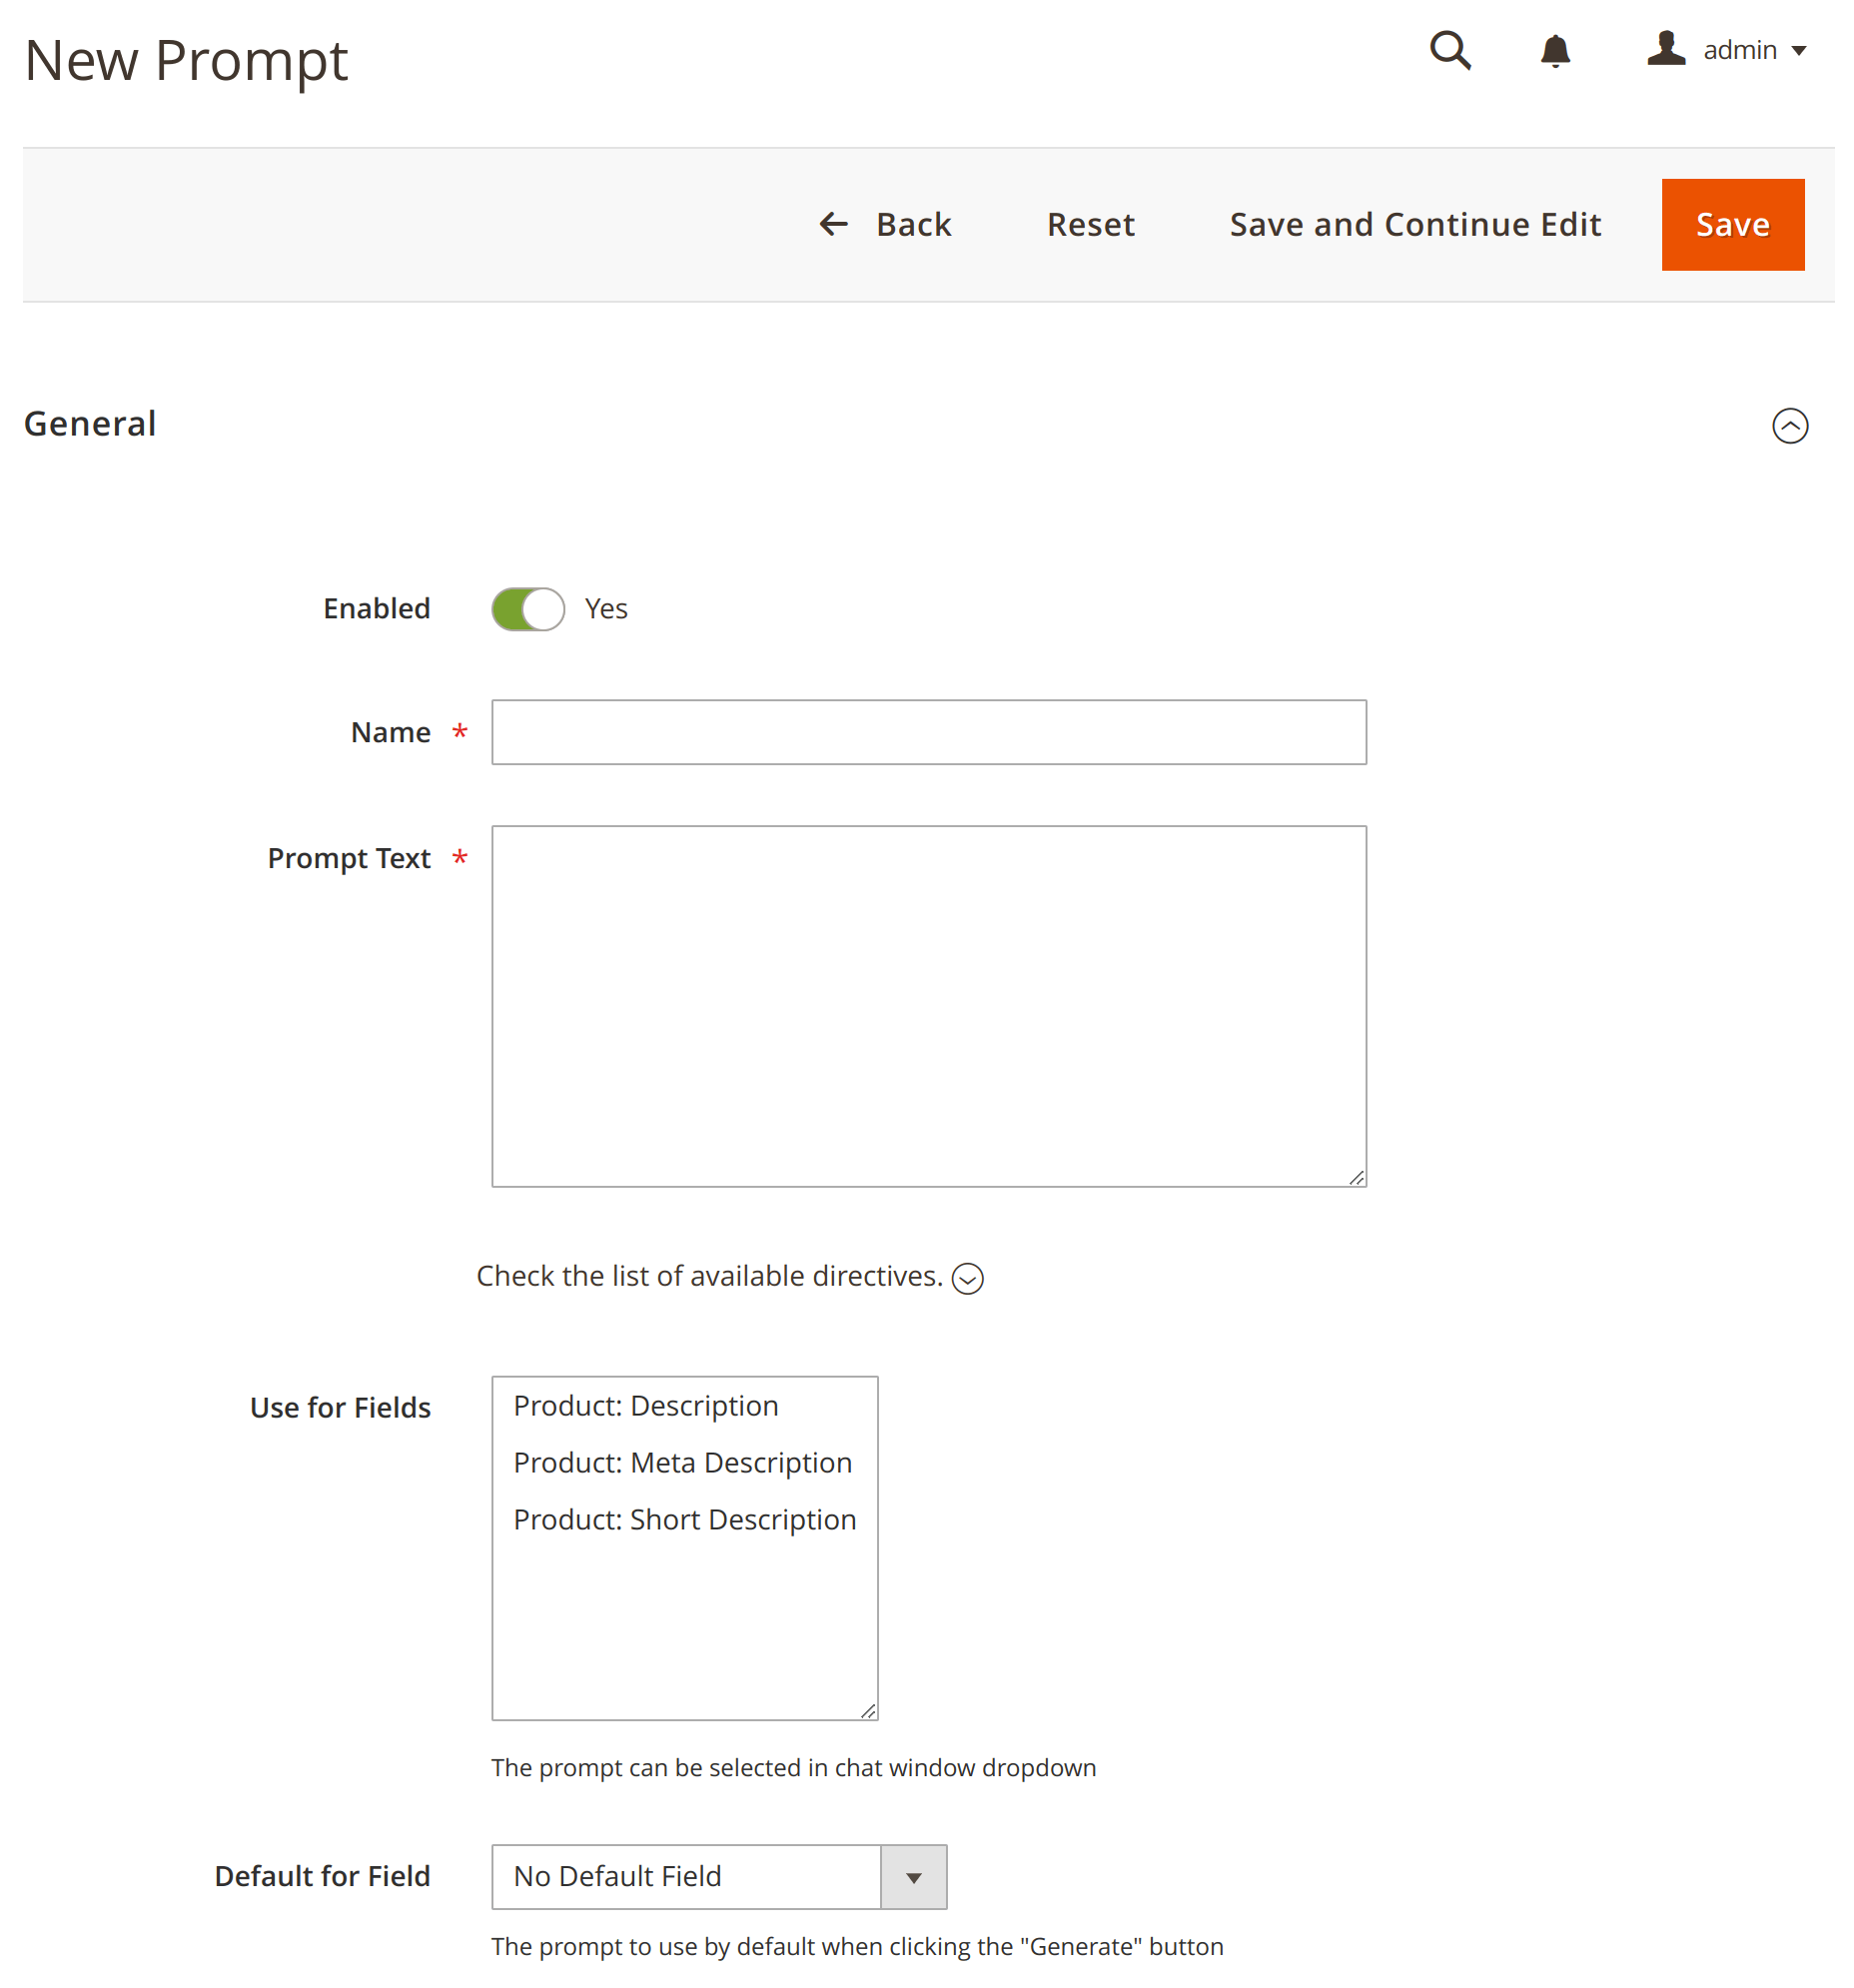 New Prompt
admin
Back Reset Save and Continue Edit Save
General
Enabled Yes
Name *
Prompt Text *
Check the list of available directives.
Use for Fields
Product: Description
Product: Meta Description
Product: Short Description
The prompt can be selected in chat window dropdown
Default for Field No Default Field
The prompt to use by default when clicking the "Generate" button